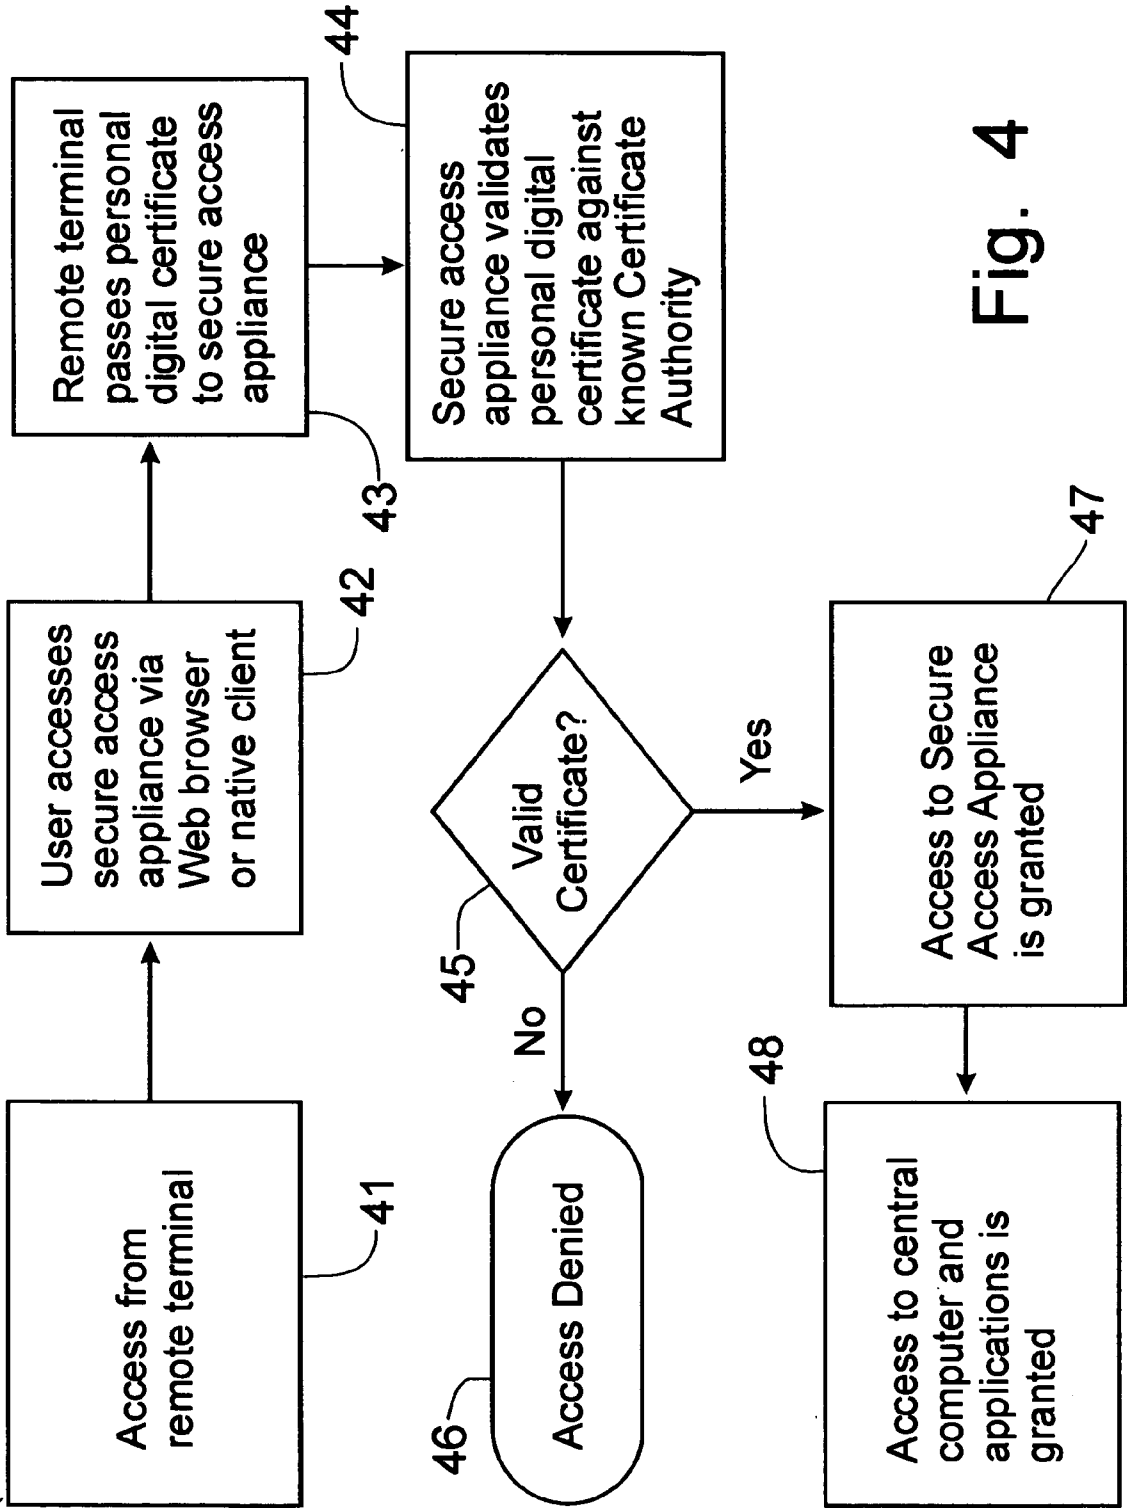 Access from
remote terminal
41
User accesses
secure access
appliance via
Web browser
or native client
42
Remote terminal
passes personal
digital certificate
to secure access
appliance
43
44
Secure access
appliance validates
personal digital
certificate against
known Certificate
Authority
45
Valid
Certificate?
No
Yes
46
Access Denied
47
Access to Secure
Access Appliance
is granted
48
Access to central
computer and
applications is
granted
Fig. 4